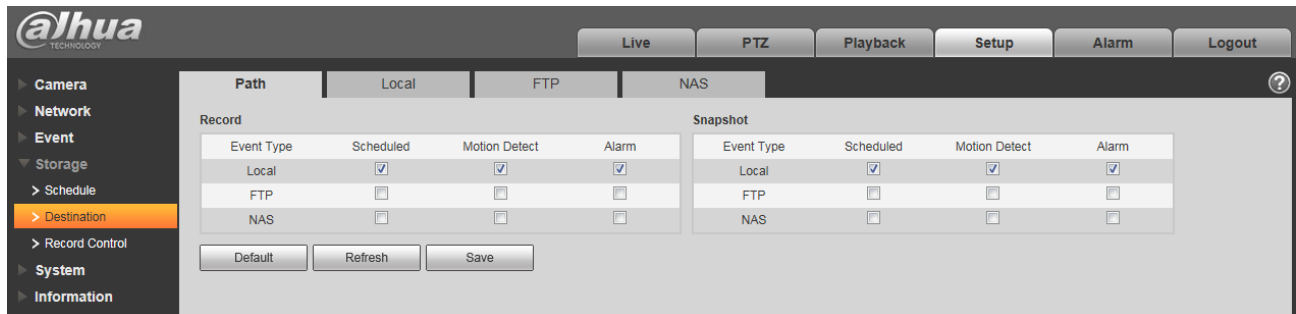 alhua
TECHNOLOGY
Live PTZ Playback Setup Alarm Logout
Camera
Network
Event
Storage
> Schedule
> Destination
> Record Control
System
Information
Path Local FTP NAS
?
Record
Event Type Scheduled Motion Detect Alarm
Local
FTP
NAS
Snapshot
Event Type Scheduled Motion Detect Alarm
Local
FTP
NAS
Default Refresh Save